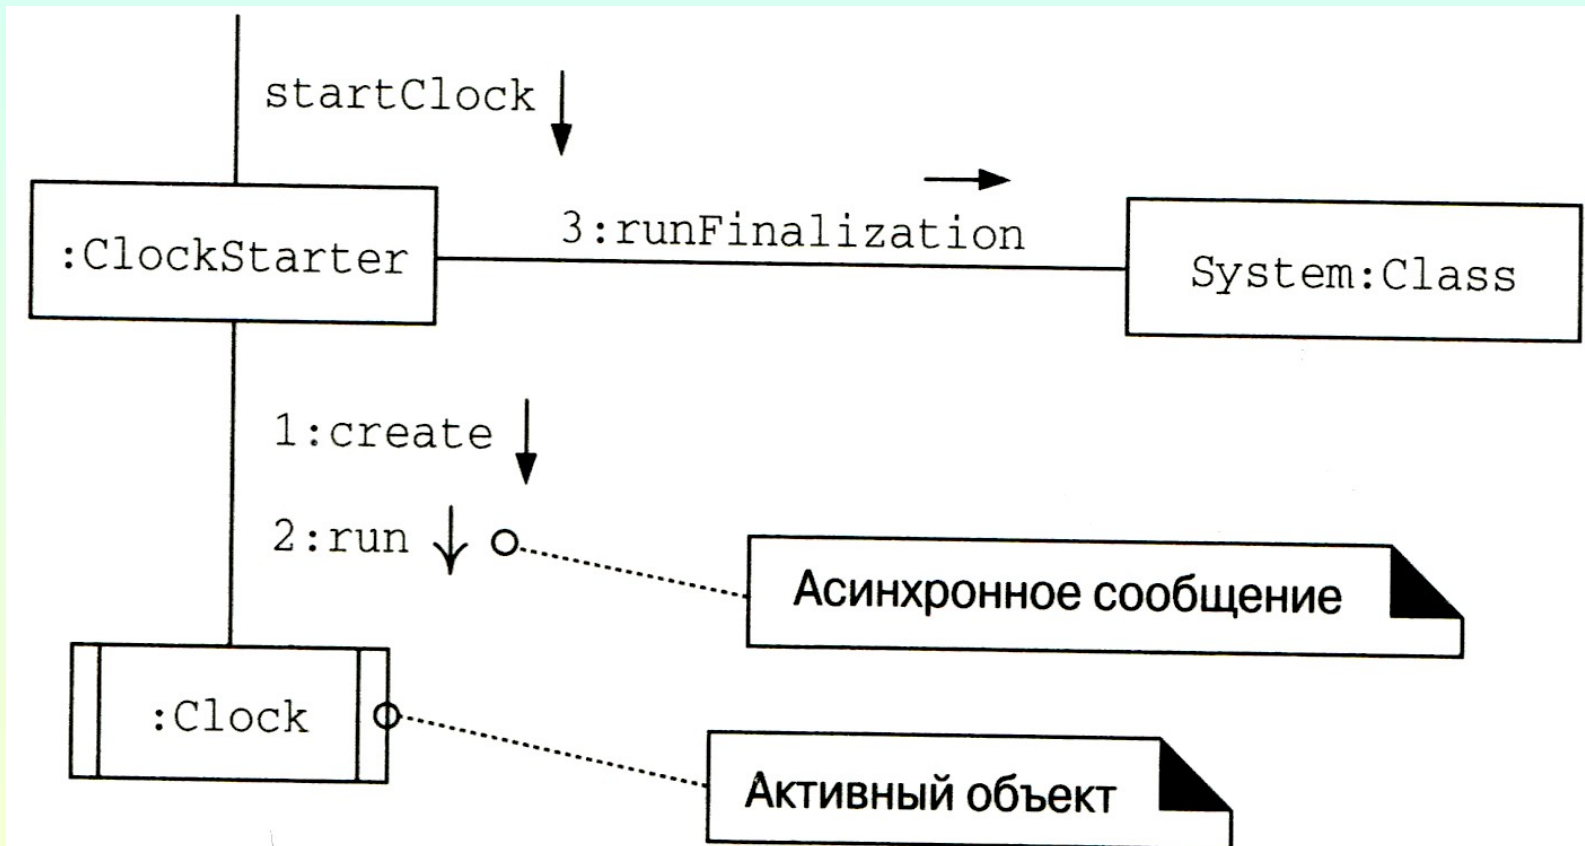 startClock
3:runFinalization
:ClockStarter
System:Class
1:create
2:run
Асинхронное сообщение
:Clock
Активный объект